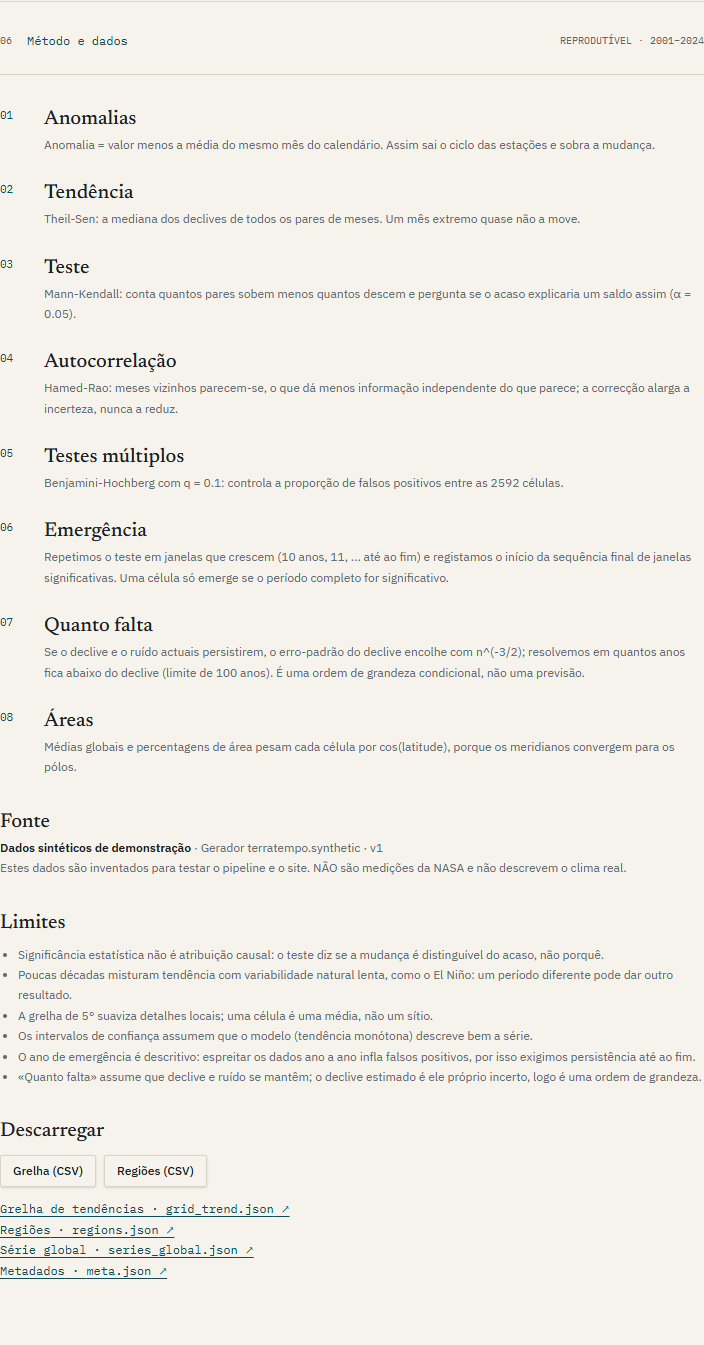 06 Método e dados REPRODUTÍVEL · 2001–2024
01 Anomalias
Anomalia = valor menos a média do mesmo mês do calendário. Assim sai o ciclo das estações e sobra a mudança.
02 Tendência
Theil-Sen: a mediana dos declives de todos os pares de meses. Um mês extremo quase não a move.
03 Teste
Mann-Kendall: conta quantos pares sobem menos quantos descem e pergunta se o acaso explicaria um saldo assim (α =
0.05).
04 Autocorrelação
Hamed-Rao: meses vizinhos parecem-se, o que dá menos informação independente do que parece; a correcção alarga a
incerteza, nunca a reduz.
05 Testes múltiplos
Benjamini-Hochberg com q = 0.1: controla a proporção de falsos positivos entre as 2592 células.
06 Emergência
Repetimos o teste em janelas que crescem (10 anos, 11, … até ao fim) e registamos o início da sequência final de janelas
significativas. Uma célula só emerge se o período completo for significativo.
07 Quanto falta
Se o declive e o ruído actuais persistirem, o erro-padrão do declive encolhe com n^(-3/2); resolvemos em quantos anos
fica abaixo do declive (limite de 100 anos). É uma ordem de grandeza condicional, não uma previsão.
08 Áreas
Médias globais e percentagens de área pesam cada célula por cos(latitude), porque os meridianos convergem para os
pólos.
Fonte
Dados sintéticos de demonstração · Gerador terratempo.synthetic · v1
Estes dados são inventados para testar o pipeline e o site. NÃO são medições da NASA e não descrevem o clima real.
Limites
• Significância estatística não é atribuição causal: o teste diz se a mudança é distinguível do acaso, não porquê.
• Poucas décadas misturam tendência com variabilidade natural lenta, como o El Niño: um período diferente pode dar outro
resultado.
• A grelha de 5° suaviza detalhes locais; uma célula é uma média, não um sítio.
• Os intervalos de confiança assumem que o modelo (tendência monótona) descreve bem a série.
• O ano de emergência é descritivo: espreitar os dados ano a ano infla falsos positivos, por isso exigimos persistência até ao fim.
• «Quanto falta» assume que declive e ruído se mantêm; o declive estimado é ele próprio incerto, logo é uma ordem de grandeza.
Descarregar
Grelha (CSV) Regiões (CSV)
Grelha de tendências · grid_trend.json ↗
Regiões · regions.json ↗
Série global · series_global.json ↗
Metadados · meta.json ↗